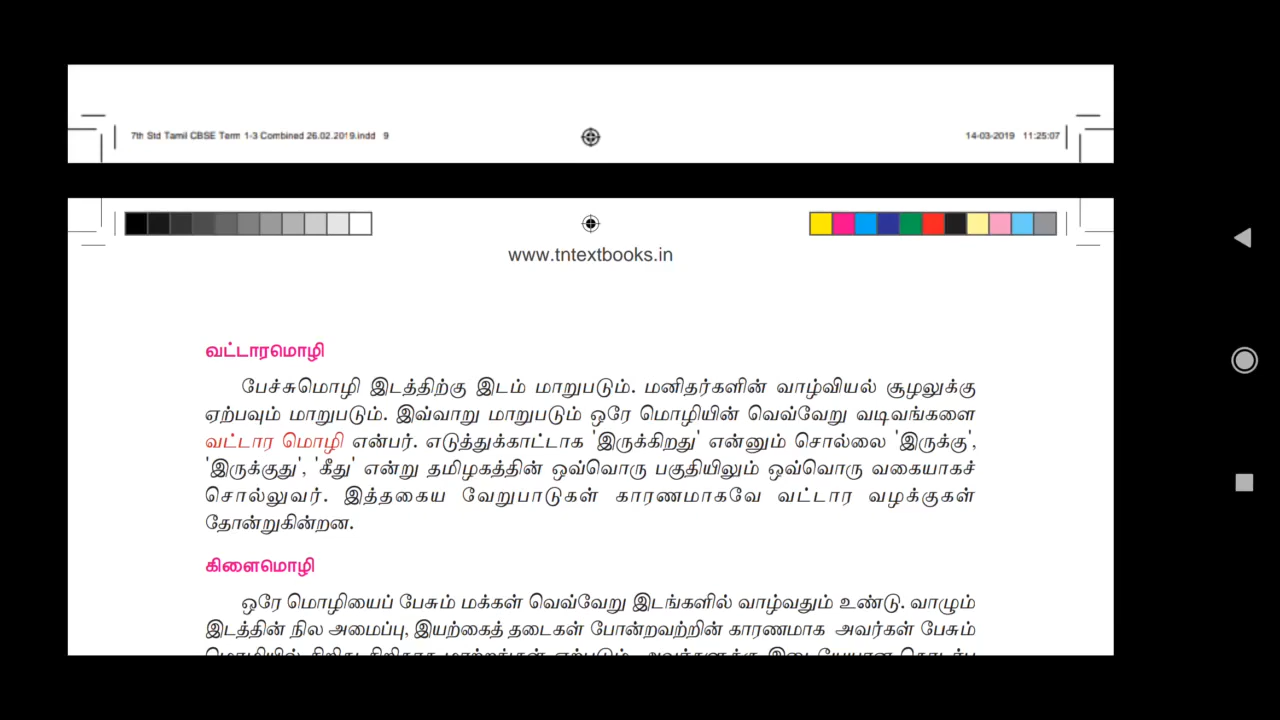 7th Std Tamil CBSE Term 1-3 Combined 26.02.2019.indd 9 14-03-2019 11:25:07
www.tntextbooks.in
வட்டாரமொழி
பேச்சுமொழி இடத்திற்கு இடம் மாறுபடும். மனிதர்களின் வாழ்வியல் சூழலுக்கு
ஏற்பவும் மாறுபடும். இவ்வாறு மாறுபடும் ஒரே மொழியின் வெவ்வேறு வடிவங்களை
வட்டார மொழி என்பர். எடுத்துக்காட்டாக 'இருக்கிறது' என்னும் சொல்லை 'இருக்கு',
'இருக்குது', 'கீது' என்று தமிழகத்தின் ஒவ்வொரு பகுதியிலும் ஒவ்வொரு வகையாகச்
சொல்லுவர். இத்தகைய வேறுபாடுகள் காரணமாகவே வட்டார வழக்குகள்
தோன்றுகின்றன.
கிளைமொழி
ஒரே மொழியைப் பேசும் மக்கள் வெவ்வேறு இடங்களில் வாழ்வதும் உண்டு. வாழும்
இடத்தின் நில அமைப்பு, இயற்கைத் தடைகள் போன்றவற்றின் காரணமாக அவர்கள் பேசும்